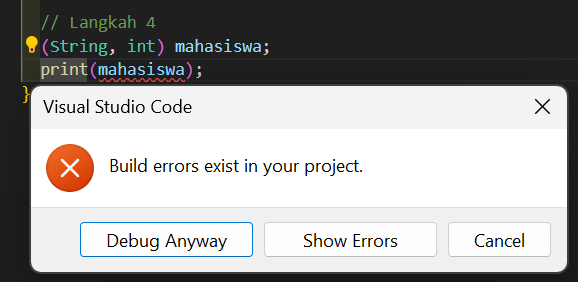 // Langkah 4
(String, int) mahasiswa;
print(mahasiswa);
}
Visual Studio Code
Build errors exist in your project.
Debug Anyway
Show Errors
Cancel